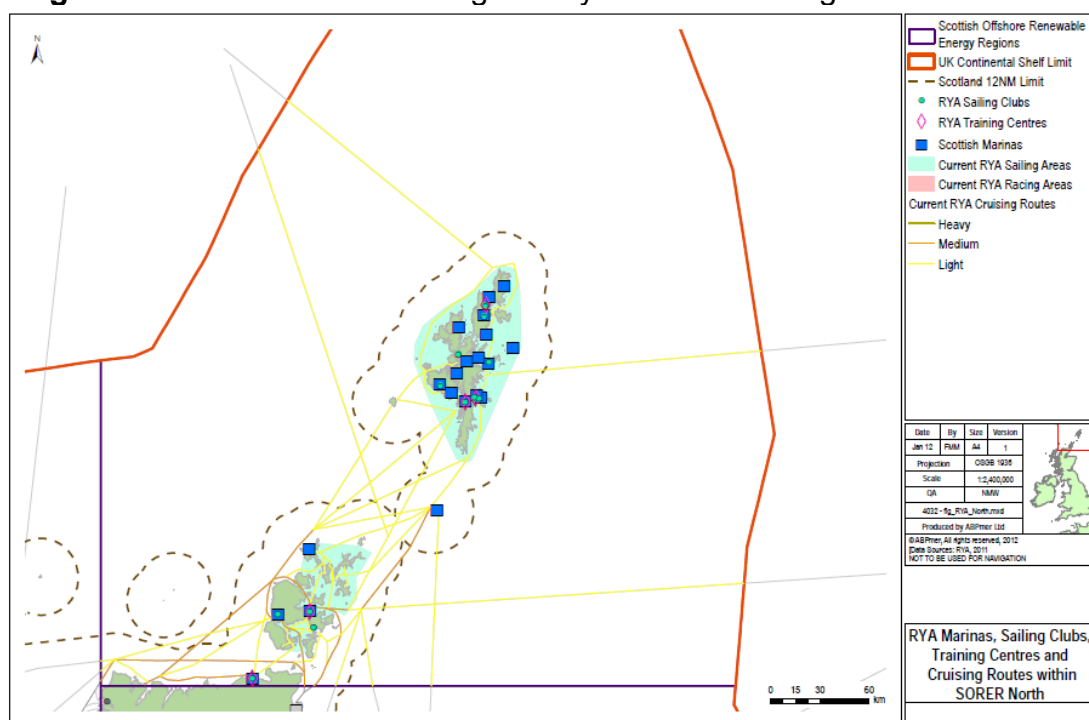 Scottish Offshore Renewable
Energy Regions
UK Continental Shelf Limit
Scotland 12NM Limit
RYA Sailing Clubs
RYA Training Centres
Scottish Marinas
Current RYA Sailing Areas
Current RYA Racing Areas
Current RYA Cruising Routes
Heavy
Medium
Light
N
Date By Size Version
Jan 12 FMM A4 1
Projection OSGB 1936
Scale 1:2,400,000
QA NMW
4032 - fig_RYA_North.mxd
Produced by ABPmer Ltd
©ABPmer, All rights reserved, 2012
Data Sources: RYA, 2011
NOT TO BE USED FOR NAVIGATION
RYA Marinas, Sailing Clubs,
Training Centres and
Cruising Routes within
SORER North
0 15 30 60
km